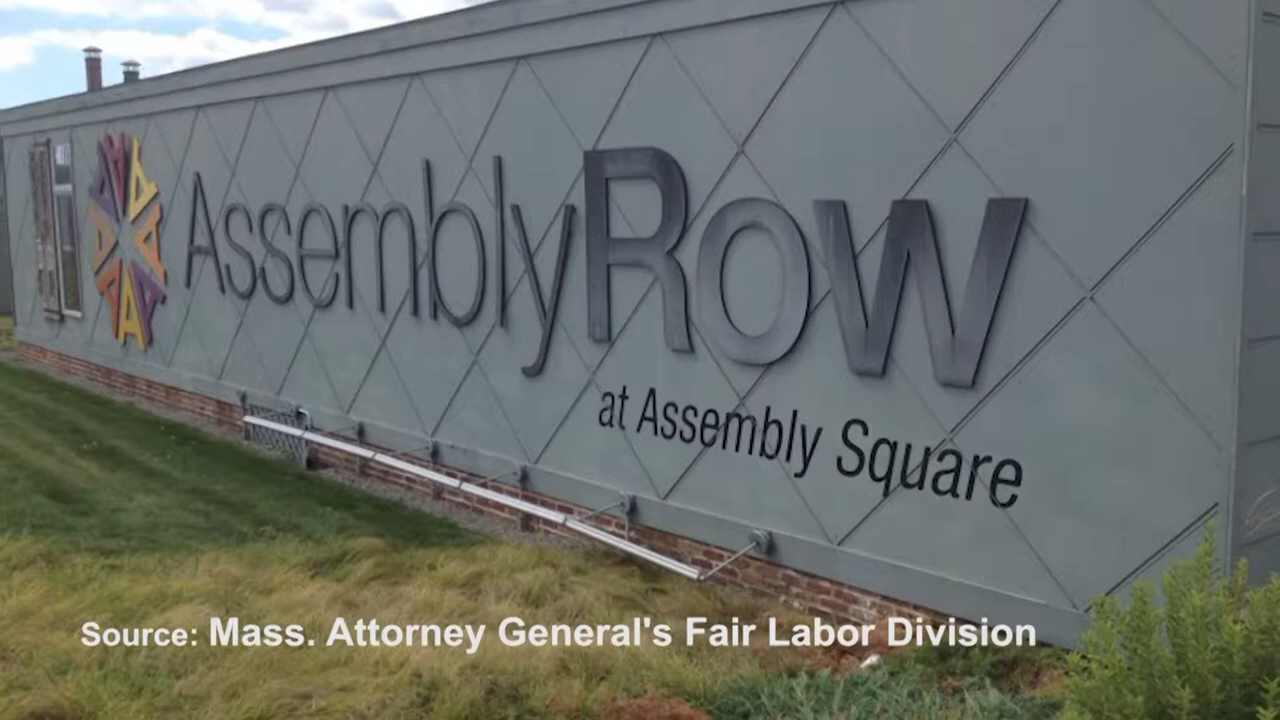 AssemblyRow
at Assembly Square
Source: Mass. Attorney General's Fair Labor Division